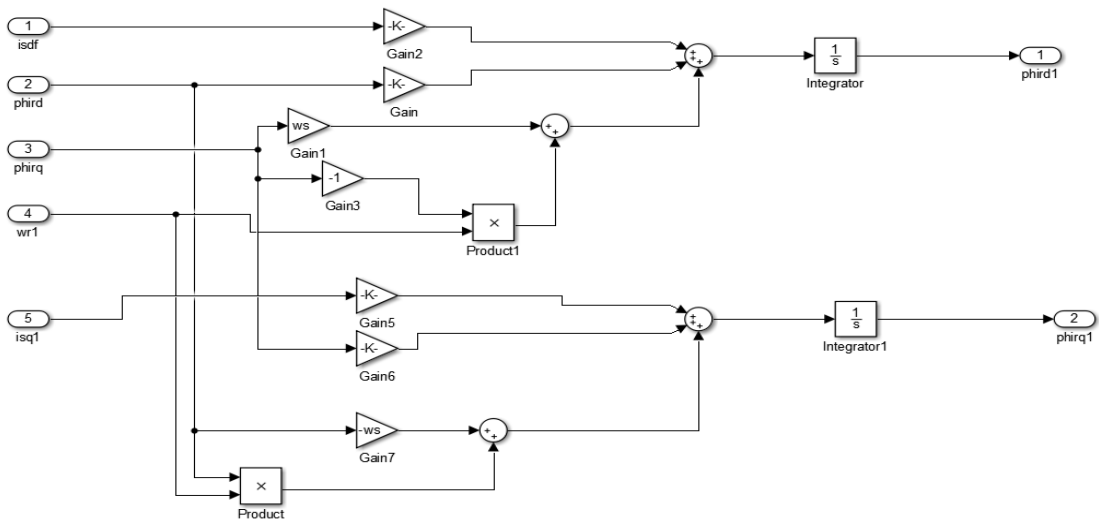 1
isdf
-K-
Gain2
+
+
+
1
s
Integrator
1
phird1
2
phird
-K-
Gain
3
phirq
ws
Gain1
+
+
-1
Gain3
4
wr1
×
Product1
5
isq1
-K-
Gain5
+
+
+
1
s
Integrator1
2
phirq1
-K-
Gain6
-ws
Gain7
+
+
×
Product